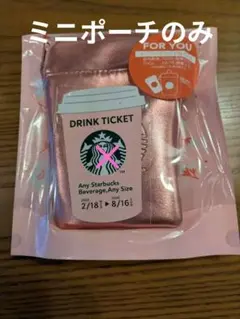 ミニポーチのみ
FOR YOU
DRINK TICKET
Any Starbucks
Beverage,Any Size
2/18
8/16